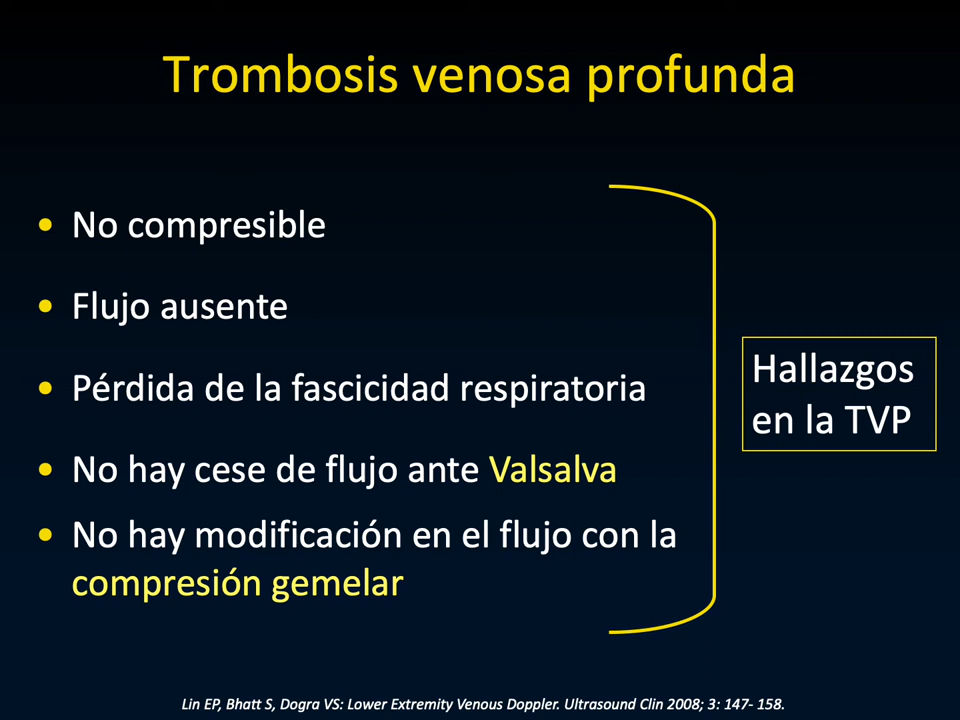 Trombosis venosa profunda
• No compresible
• Flujo ausente
• Pérdida de la fascicidad respiratoria
• No hay cese de flujo ante Valsalva
• No hay modificación en el flujo con la
compresión gemelar
Hallazgos
en la TVP
Lin EP, Bhatt S, Dogra VS: Lower Extremity Venous Doppler. Ultrasound Clin 2008; 3: 147- 158.